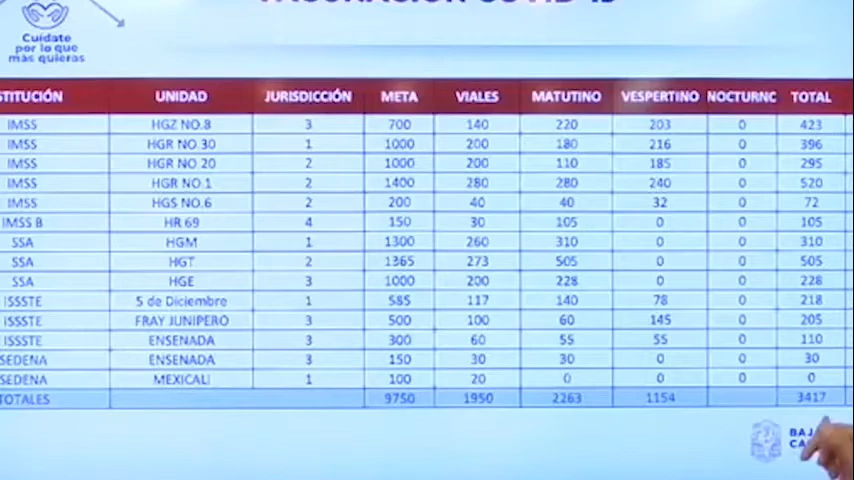 Cuídate
por lo que
más quieras
VACUNACIÓN COVID-19
STITUCIÓN UNIDAD JURISDICCIÓN META VIALES MATUTINO VESPERTINO NOCTURNO TOTAL
IMSS HGZ NO.8 3 700 140 220 203 0 423
IMSS HGR NO 30 1 1000 200 180 216 0 396
IMSS HGR NO 20 2 1000 200 110 185 0 295
IMSS HGR NO 1 2 1400 280 280 240 0 520
IMSS HGS NO.6 2 200 40 40 32 0 72
IMSS B HR 69 4 150 30 105 0 0 105
SSA HGM 1 1300 260 310 0 0 310
SSA HGT 2 1365 273 505 0 0 505
SSA HGE 3 1000 200 228 0 0 228
ISSSTE 5 de Diciembre 1 585 117 140 78 0 218
ISSSTE FRAY JUNIPERO 3 500 100 60 145 0 205
ISSSTE ENSENADA 3 300 60 55 55 0 110
SEDENA ENSENADA 3 150 30 30 0 0 30
SEDENA MEXICALI 1 100 20 0 0 0 0
TOTALES 9750 1950 2263 1154 3417
BAJ
CA